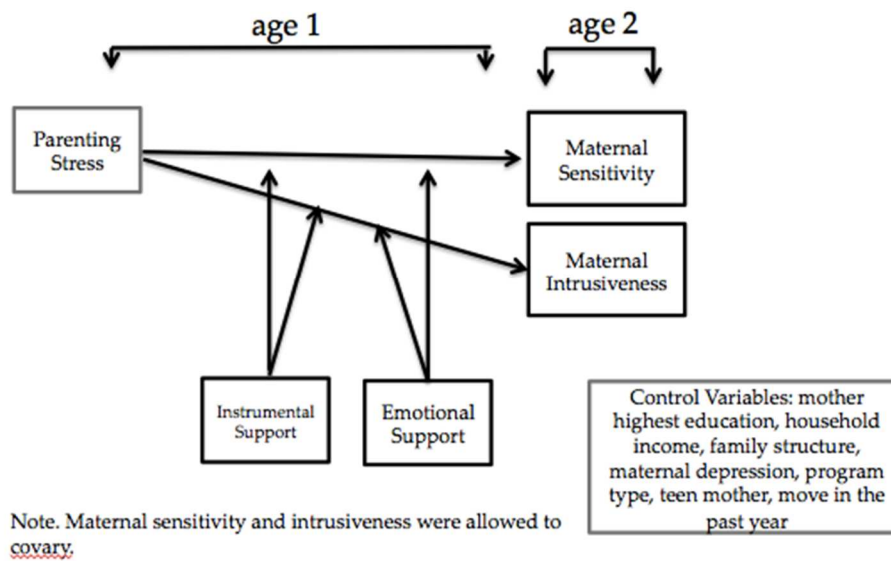 age 1
age 2
Parenting
Stress
Maternal
Sensitivity
Maternal
Intrusiveness
Instrumental
Support
Emotional
Support
Control Variables: mother
highest education, household
income, family structure,
maternal depression, program
type, teen mother, move in the
past year
Note. Maternal sensitivity and intrusiveness were allowed to
covary.